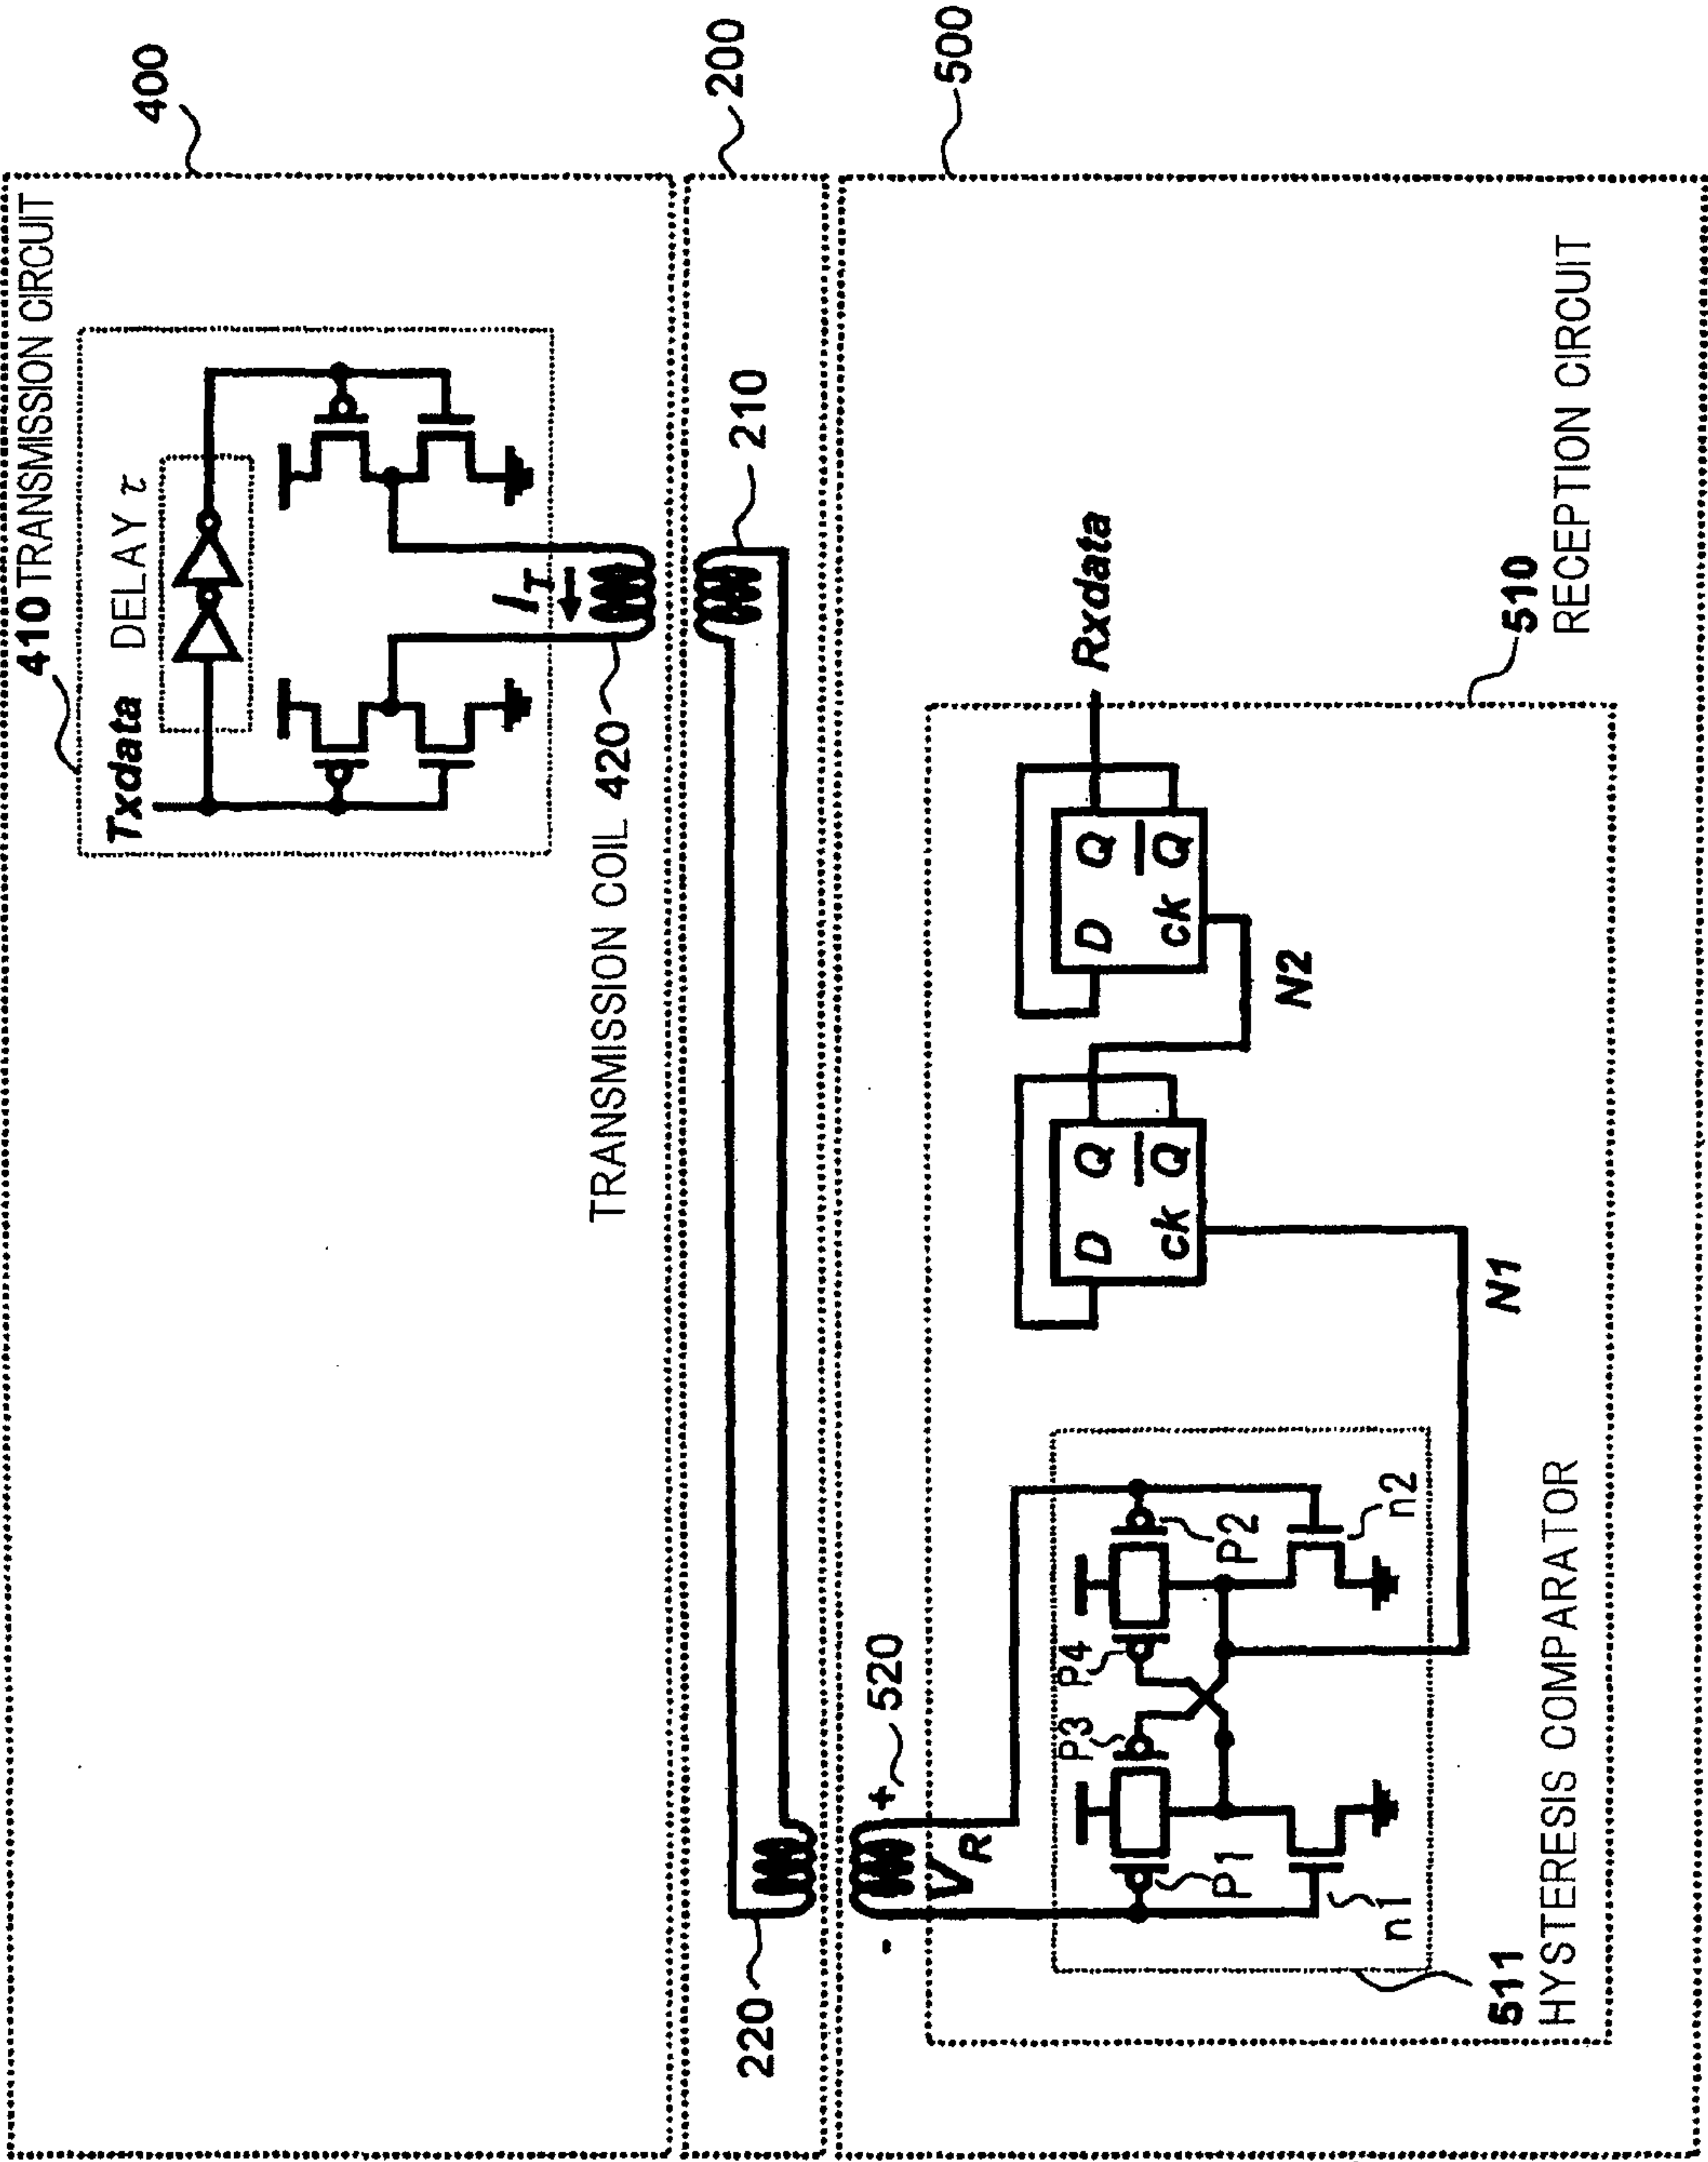 400
410 TRANSMISSION CIRCUIT
DELAY τ
Txdata
I_T
TRANSMISSION COIL 420
200
210
220
500
510
RECEPTION CIRCUIT
Rxdata
D Q
ck Q̅
N2
D Q
ck Q̅
N1
+
520
V_R
-
P1
P3
P4
P2
n1
n2
511
HYSTERESIS COMPARATOR